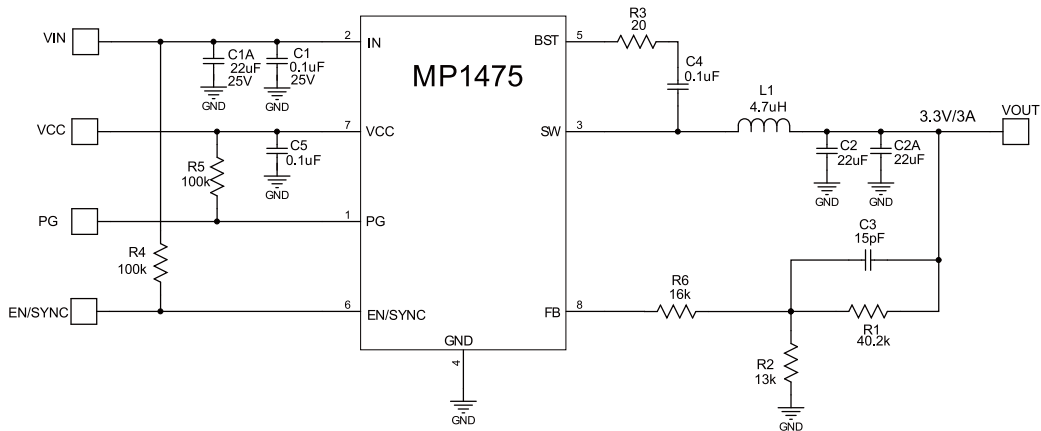 VIN
2
IN
C1A
22uF
25V
GND
C1
0.1uF
25V
GND
VCC
7
VCC
R5
100k
C5
0.1uF
GND
PG
1
PG
R4
100k
EN/SYNC
6
EN/SYNC
MP1475
GND
4
GND
BST
5
R3
20
C4
0.1uF
SW
3
L1
4.7uH
3.3V/3A
VOUT
C2
22uF
GND
C2A
22uF
GND
C3
15pF
FB
8
R6
16k
R1
40.2k
R2
13k
GND